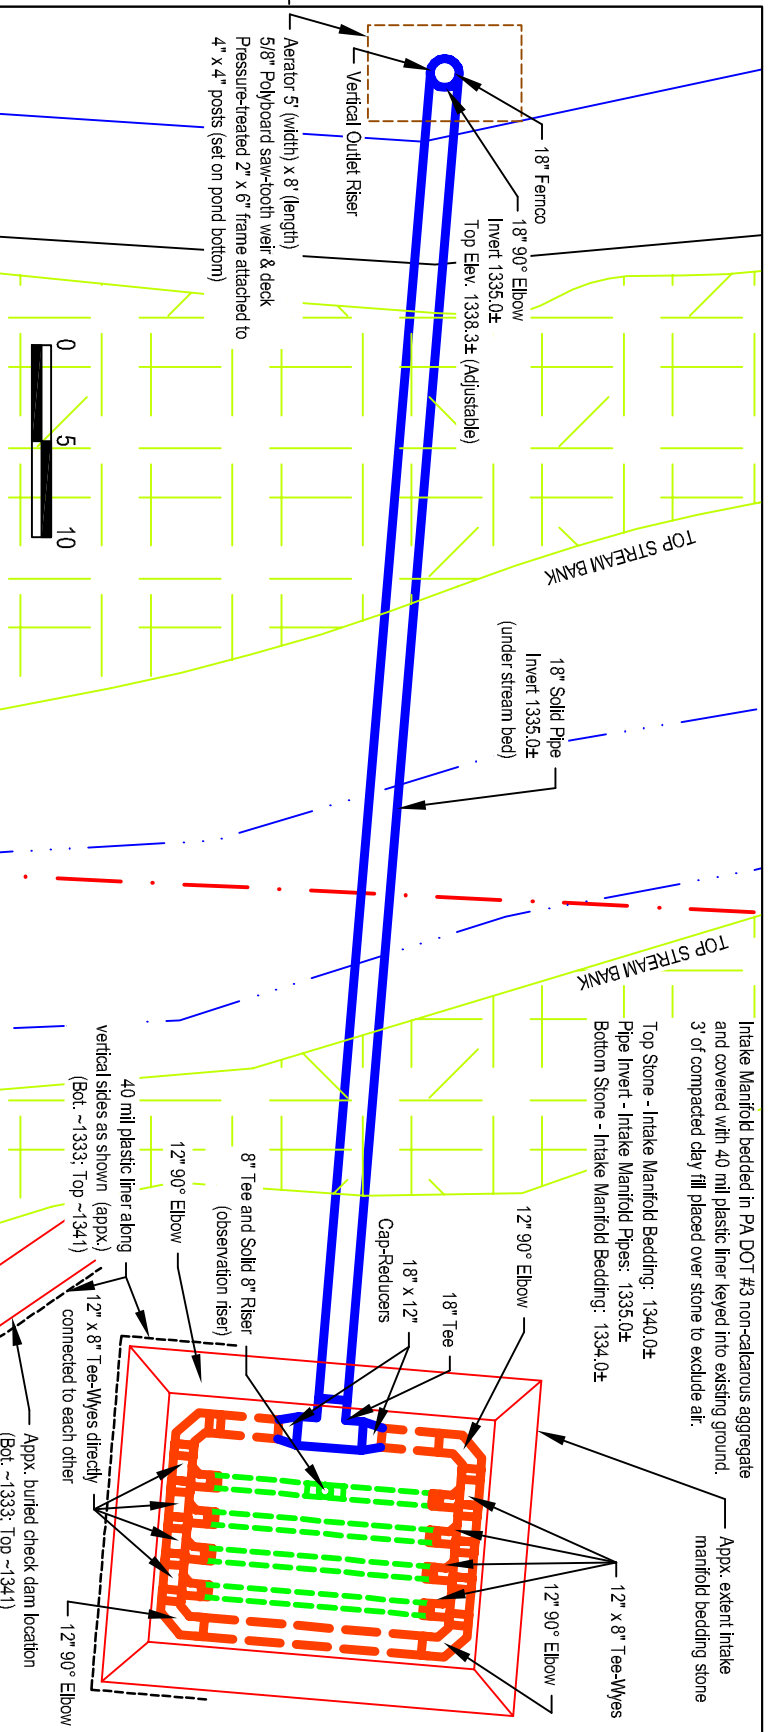 Intake Manifold bedded in PA DOT #3 non-calcarous aggregate
and covered with 40 mil plastic liner keyed into existing ground.
3' of compacted clay fill placed over stone to exclude air.
Top Stone - Intake Manifold Bedding: 1340.0±
Pipe Invert - Intake Manifold Pipes: 1335.0±
Bottom Stone - Intake Manifold Bedding: 1334.0±
Appx. extent intake
manifold bedding stone
TOP STREAM BANK
TOP STREAM BANK
18" Fernco
18" 90° Elbow
Invert 1335.0±
Top Elev. 1338.3± (Adjustable)
18" Solid Pipe
Invert 1335.0±
(under stream bed)
12" x 8" Tee-Wyes
12" 90° Elbow
12" 90° Elbow
18" Tee
18" x 12"
Cap-Reducers
Vertical Outlet Riser
Aerator 5' (width) x 8' (length)
5/8" Polyboard saw-tooth weir & deck
Pressure-treated 2" x 6" frame attached to
4" x 4" posts (set on pond bottom)
8" Tee and Solid 8" Riser
(observation riser)
12" 90° Elbow
40 mil plastic liner along
vertical sides as shown (appx.)
(Bot. ~1333; Top ~1341)
12" x 8" Tee-Wyes directly
connected to each other
12" 90° Elbow
Appx. buried check dam location
(Bot. ~1333; Top ~1341)
0 5 10